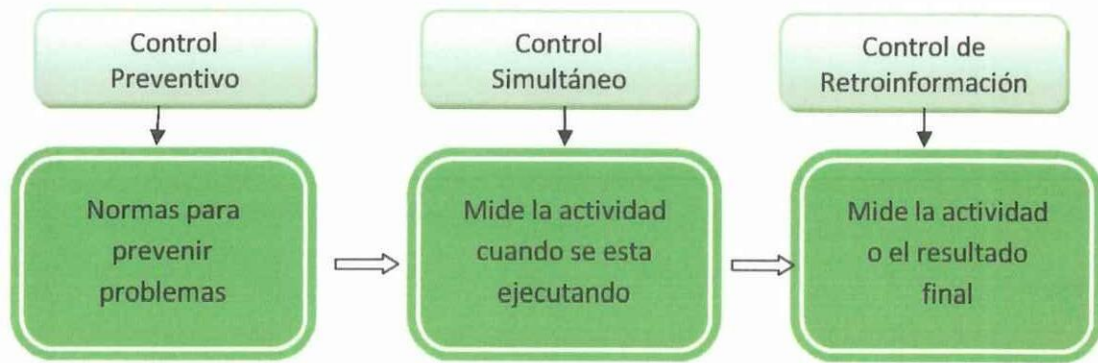 Control
Preventivo
Control
Simultáneo
Control de
Retroinformación
Normas para
prevenir
problemas
Mide la actividad
cuando se esta
ejecutando
Mide la actividad
o el resultado
final